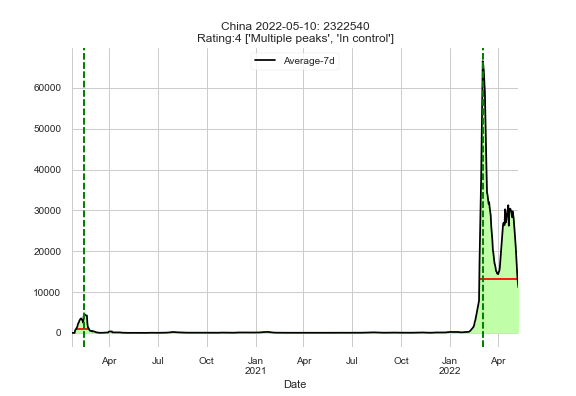 China 2022-05-10: 2322540
Rating:4 ['Multiple peaks', 'In control']
Average-7d
60000
50000
40000
30000
20000
10000
0
Apr
Jul
Oct
Jan
2021
Apr
Jul
Oct
Jan
2022
Apr
Date